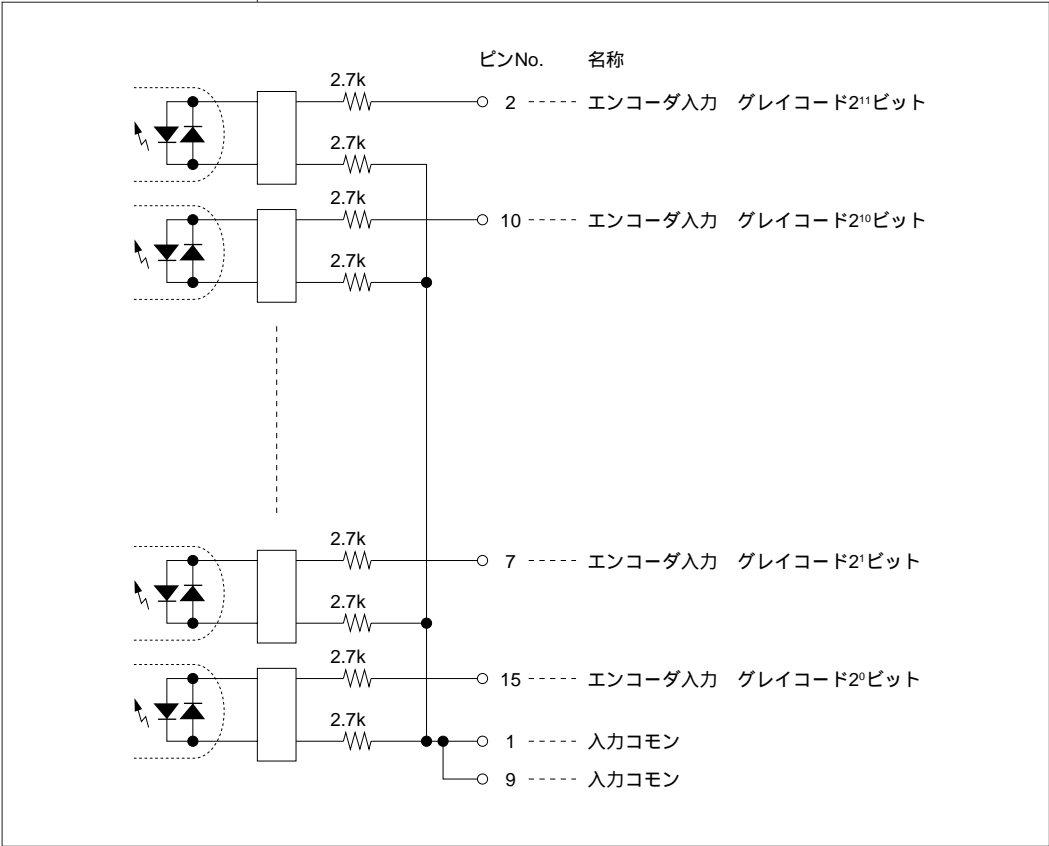 ピンNo. 名称
2.7k
2 エンコーダ入力 グレイコード2¹¹ビット
2.7k
2.7k
10 エンコーダ入力 グレイコード2¹⁰ビット
2.7k
2.7k
7 エンコーダ入力 グレイコード2¹ビット
2.7k
2.7k
15 エンコーダ入力 グレイコード2⁰ビット
2.7k
1 入力コモン
9 入力コモン